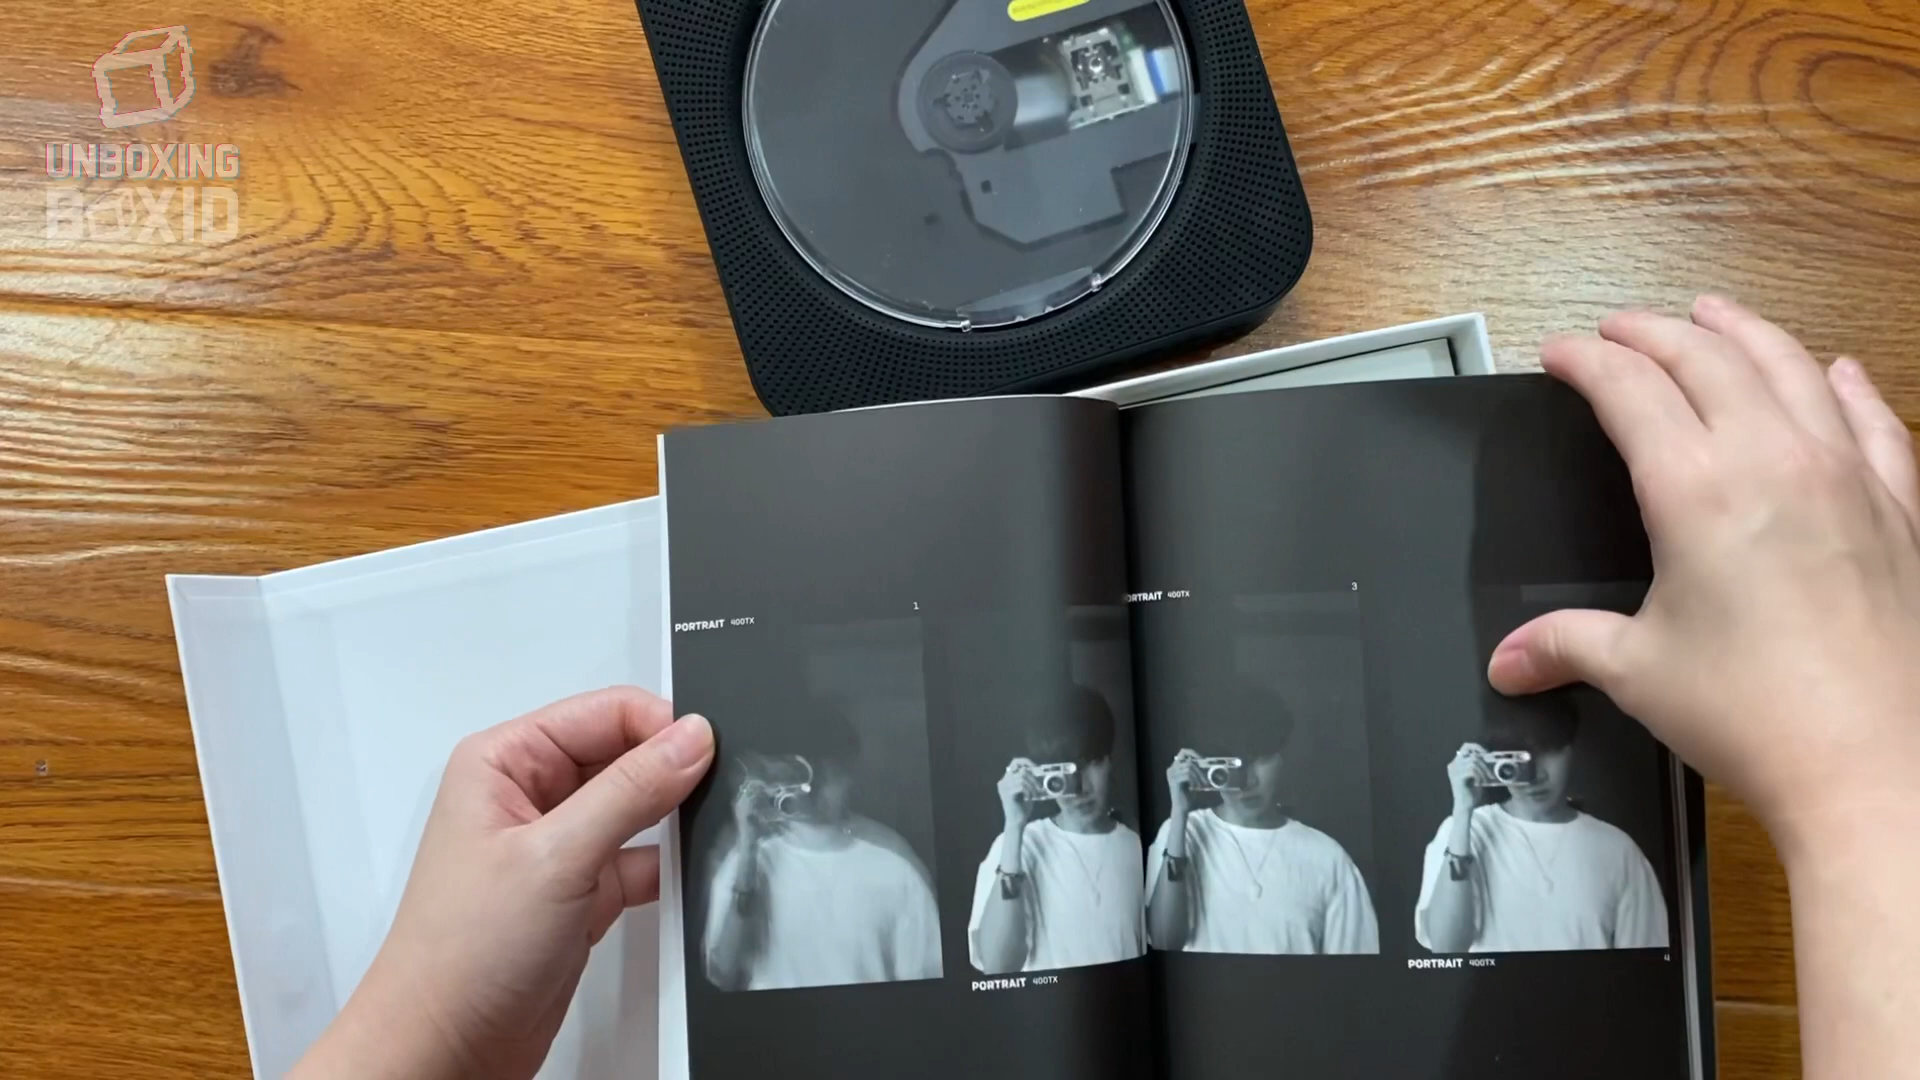 UNBOXING
BOXID
1
PORTRAIT 400TX
PORTRAIT 400TX
3
PORTRAIT 400TX
PORTRAIT 400TX
4